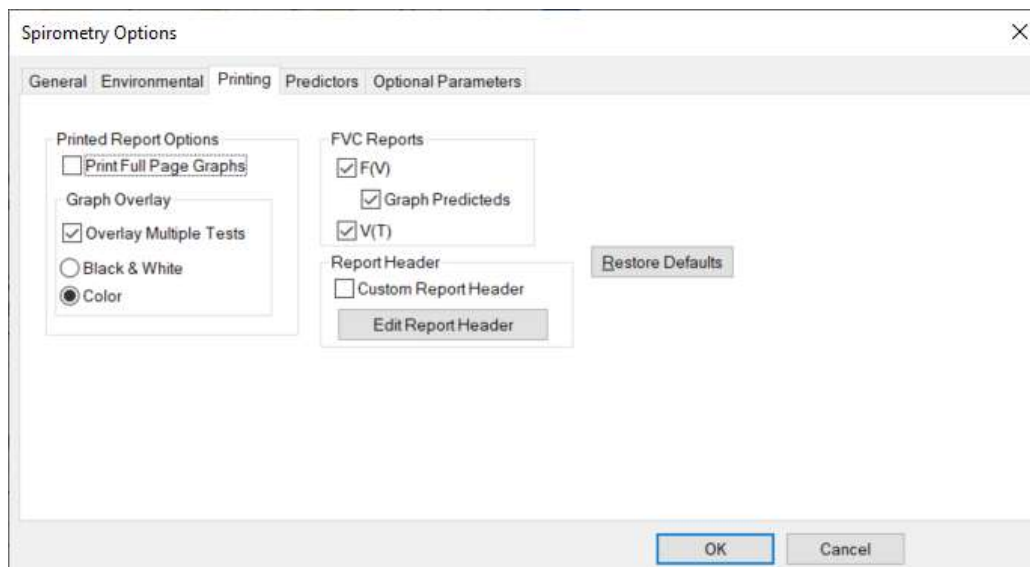 Spirometry Options
General Environmental Printing Predictors Optional Parameters
Printed Report Options
Print Full Page Graphs
Graph Overlay
Overlay Multiple Tests
Black & White
Color
FVC Reports
F(V)
Graph Predicteds
V(T)
Report Header
Custom Report Header
Edit Report Header
Restore Defaults
OK Cancel